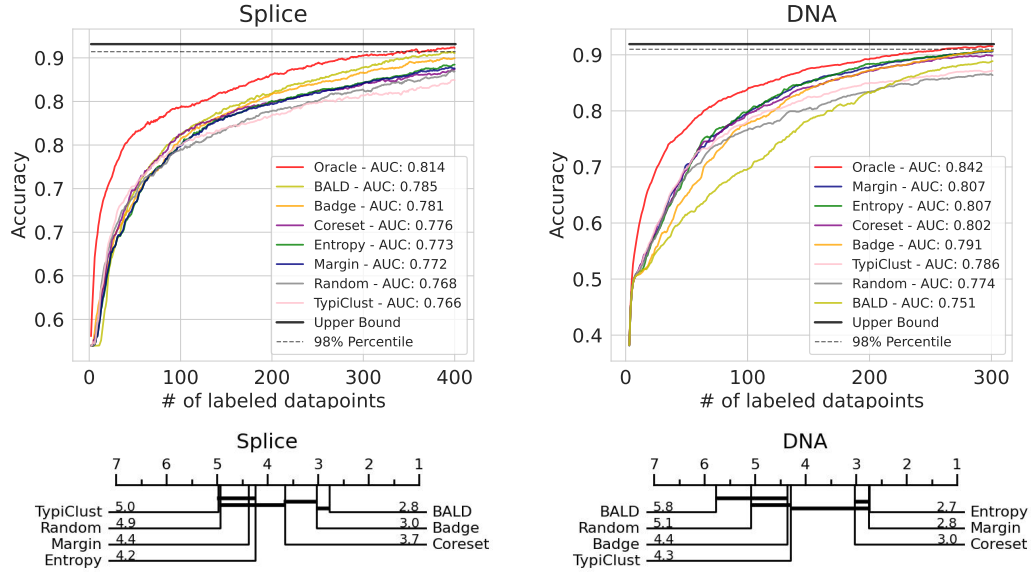 Splice
Accuracy
0.9
0.8
0.8
0.7
0.7
0.6
0.6
Oracle - AUC: 0.814
BALD - AUC: 0.785
Badge - AUC: 0.781
Coreset - AUC: 0.776
Entropy - AUC: 0.773
Margin - AUC: 0.772
Random - AUC: 0.768
TypiClust - AUC: 0.766
Upper Bound
98% Percentile
0 100 200 300 400
# of labeled datapoints
DNA
Accuracy
0.9
0.8
0.7
0.6
0.5
0.4
Oracle - AUC: 0.842
Margin - AUC: 0.807
Entropy - AUC: 0.807
Coreset - AUC: 0.802
Badge - AUC: 0.791
TypiClust - AUC: 0.786
Random - AUC: 0.774
BALD - AUC: 0.751
Upper Bound
98% Percentile
0 100 200 300
# of labeled datapoints
Splice
7 6 5 4 3 2 1
TypiClust 5.0 2.8 BALD
Random 4.9 3.0 Badge
Margin 4.4 3.7 Coreset
Entropy 4.2
DNA
7 6 5 4 3 2 1
BALD 5.8 2.7 Entropy
Random 5.1 2.8 Margin
Badge 4.4 3.0 Coreset
TypiClust 4.3